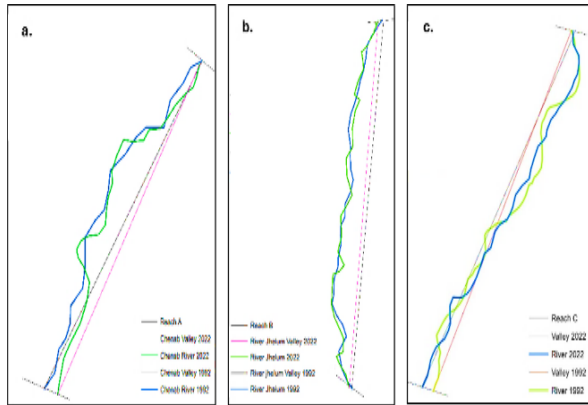 a.
Reach A
Chenab Valley 2022
Chenab River 2022
Chenab Valley 1992
Chenab River 1992
b.
Reach B
River Jhelum Valley 2022
River Jhelum 2022
River jhelum Valley 1992
River Jhelum 1992
c.
Reach C
Valley 2022
River 2022
Valley 1992
River 1992